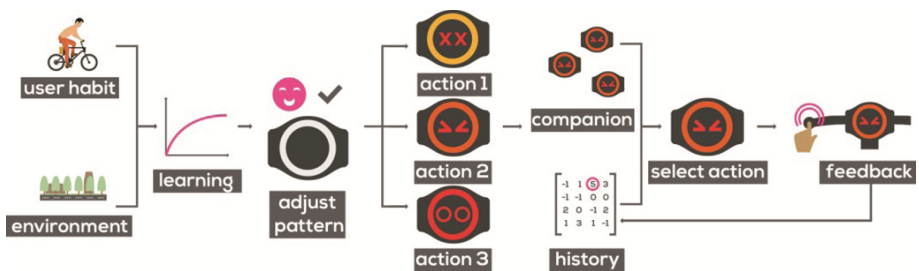 user habit
environment
learning
adjust
pattern
action 1
action 2
action 3
companion
-1 1 5 3
-1 -1 0 0
2 0 -1 2
1 3 1 -1
history
select action
feedback